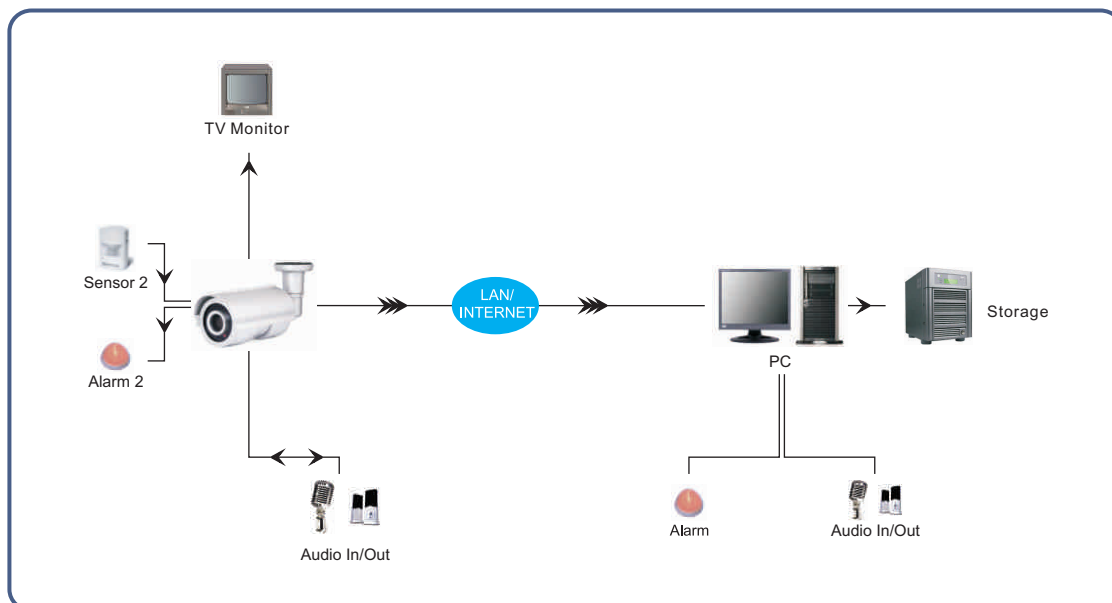 TV Monitor
Sensor 2
Alarm 2
LAN/
INTERNET
PC
Storage
Audio In/Out
Alarm
Audio In/Out